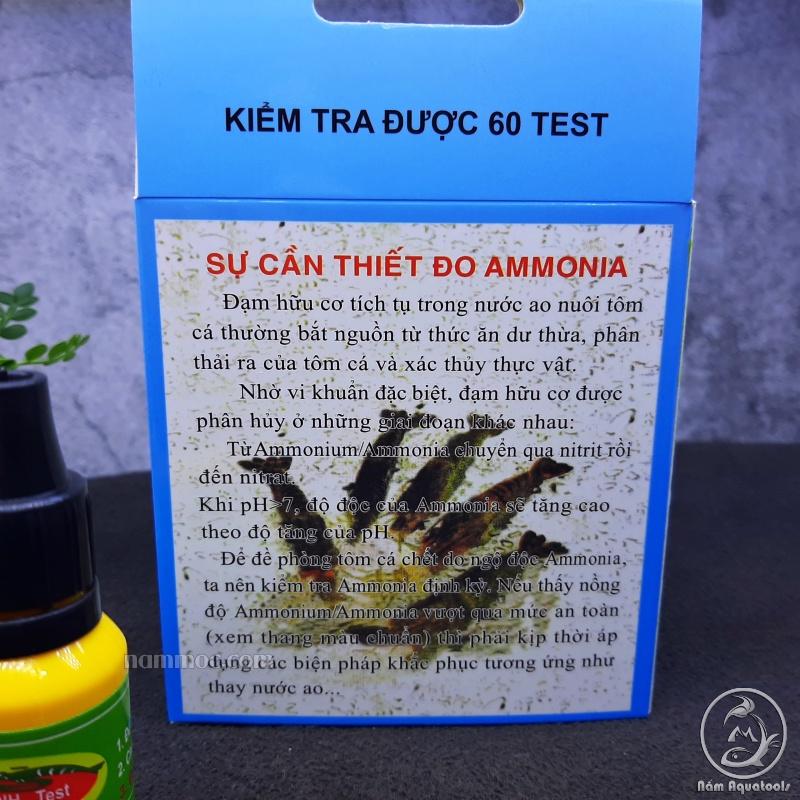 KIỂM TRA ĐƯỢC 60 TEST
SỰ CẦN THIẾT ĐO AMMONIA
Đạm hữu cơ tích tụ trong nước ao nuôi tôm
cá thường bắt nguồn từ thức ăn dư thừa, phân
thải ra của tôm cá và xác thủy thực vật.
Nhờ vi khuẩn đặc biệt, đạm hữu cơ được
phân hủy ở những giai đoạn khác nhau:
Từ Ammonium/Ammonia chuyển qua nitrit rồi
đến nitrat.
Khi pH>7, độ độc của Ammonia sẽ tăng cao
theo độ tăng của pH.
Để đề phòng tôm cá chết do ngộ độc Ammonia,
ta nên kiểm tra Ammonia định kỳ. Nếu thấy nồng
độ Ammonium/Ammonia vượt qua mức an toàn
(xem thang màu chuẩn) thì phải kịp thời áp
dụng các biện pháp khắc phục tương ứng như
thay nước ao...
1.
2.
Test
Nấm Aquatools